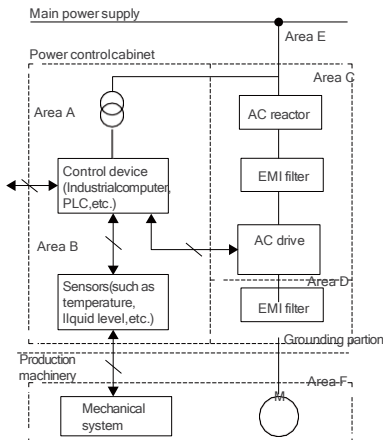 Main power supply
Area E
Power control cabinet
Area C
Area A
AC reactor
Control device
(Industrialcomputer,
PLC,etc.)
EMI filter
Area B
AC drive
Sensors(such as
temperature,
lIquid level,etc.)
Area D
EMI filter
Grounding partion
Production
machinery
Area F
Mechanical
system
M